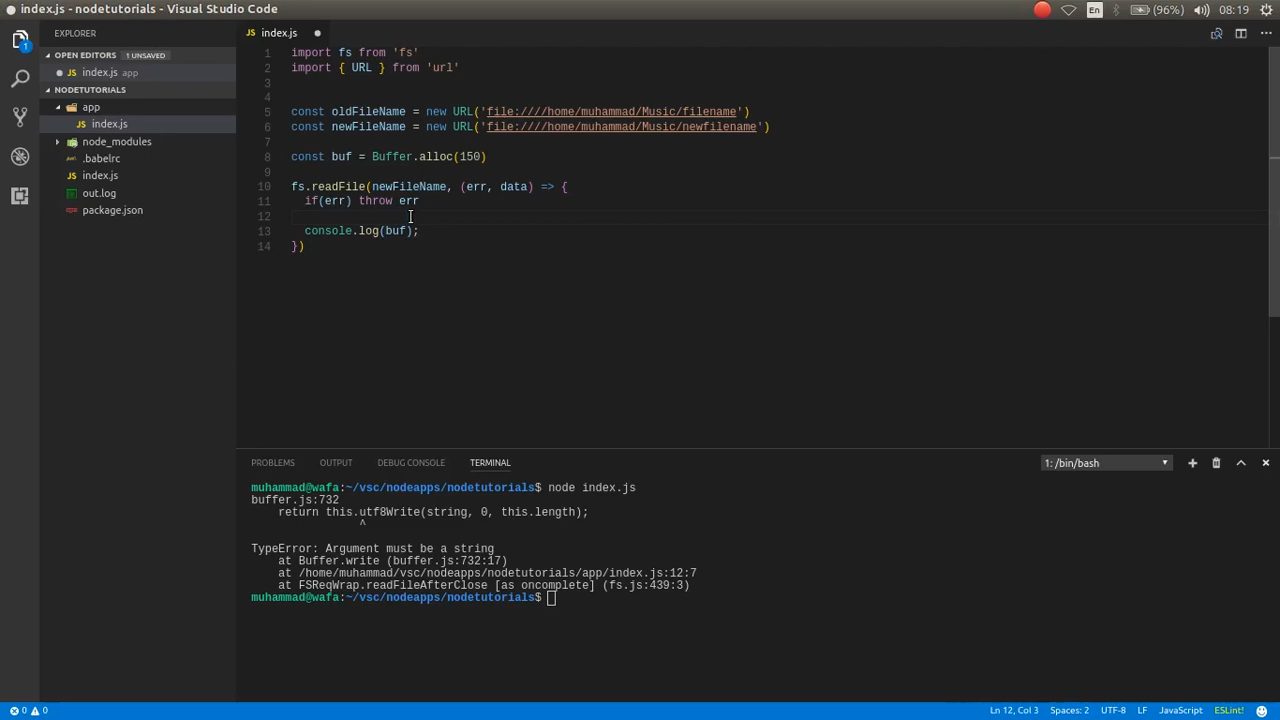 index.js - nodetutorials - Visual Studio Code
En
(96%)
08:19
EXPLORER
OPEN EDITORS 1 UNSAVED
JS index.js app
NODETUTORIALS
app
JS index.js
node_modules
.babelrc
JS index.js
out.log
package.json
1
JS index.js
1 import fs from 'fs'
2 import { URL } from 'url'
3
4
5 const oldFileName = new URL('file:////home/muhammad/Music/filename')
6 const newFileName = new URL('file:////home/muhammad/Music/newfilename')
7
8 const buf = Buffer.alloc(150)
9
10 fs.readFile(newFileName, (err, data) => {
11 if(err) throw err
12
13 console.log(buf);
14 })
PROBLEMS OUTPUT DEBUG CONSOLE TERMINAL 1: /bin/bash
muhammad@wafa:~/vsc/nodeapps/nodetutorials$ node index.js
buffer.js:732
return this.utf8Write(string, 0, this.length);
^
TypeError: Argument must be a string
at Buffer.write (buffer.js:732:17)
at /home/muhammad/vsc/nodeapps/nodetutorials/app/index.js:12:7
at FSReqWrap.readFileAfterClose [as oncomplete] (fs.js:439:3)
muhammad@wafa:~/vsc/nodeapps/nodetutorials$
0 0 Ln 12, Col 3 Spaces: 2 UTF-8 LF JavaScript ESLint!